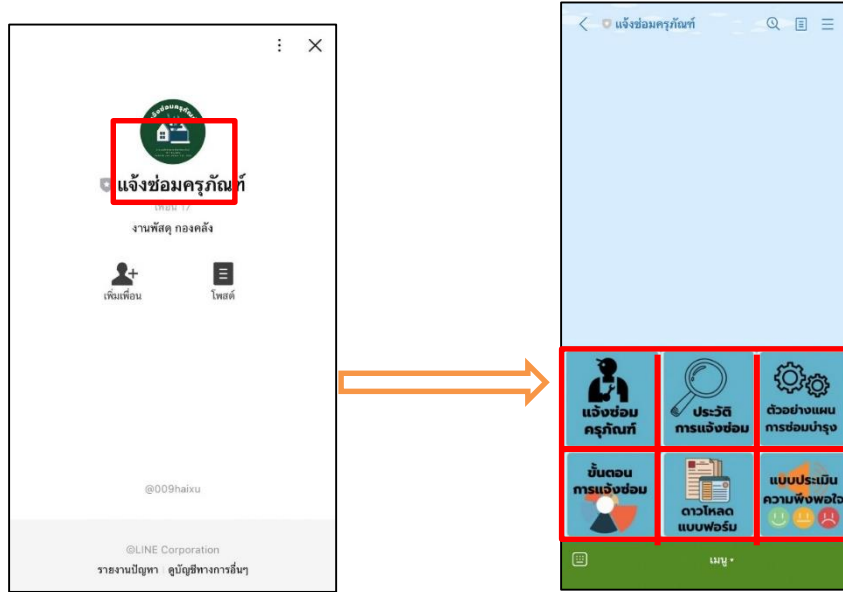 แจ้งซ่อมครุภัณฑ์
งานพัสดุ กองคลัง
เพิ่มเพื่อน
โพสต์
@009haixu
©LINE Corporation
รายงานปัญหา
ดูบัญชีทางการอื่นๆ
แจ้งซ่อมครุภัณฑ์
แจ้งซ่อม
ครุภัณฑ์
ประวัติ
การแจ้งซ่อม
ตัวอย่างแผน
การซ่อมบำรุง
ขั้นตอน
การแจ้งซ่อม
ดาวโหลด
แบบฟอร์ม
แบบประเมิน
ความพึงพอใจ
เมนู